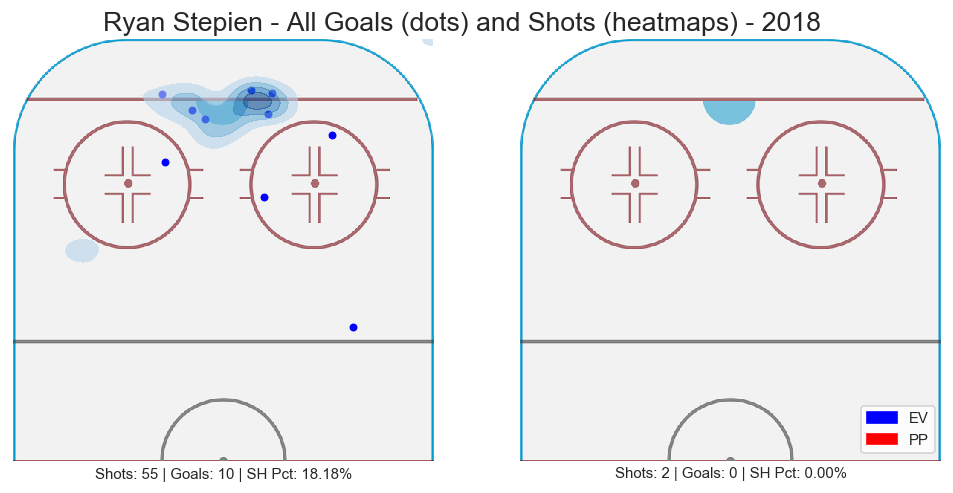 Ryan Stepien - All Goals (dots) and Shots (heatmaps) - 2018
EV
PP
Shots: 55 | Goals: 10 | SH Pct: 18.18%
Shots: 2 | Goals: 0 | SH Pct: 0.00%